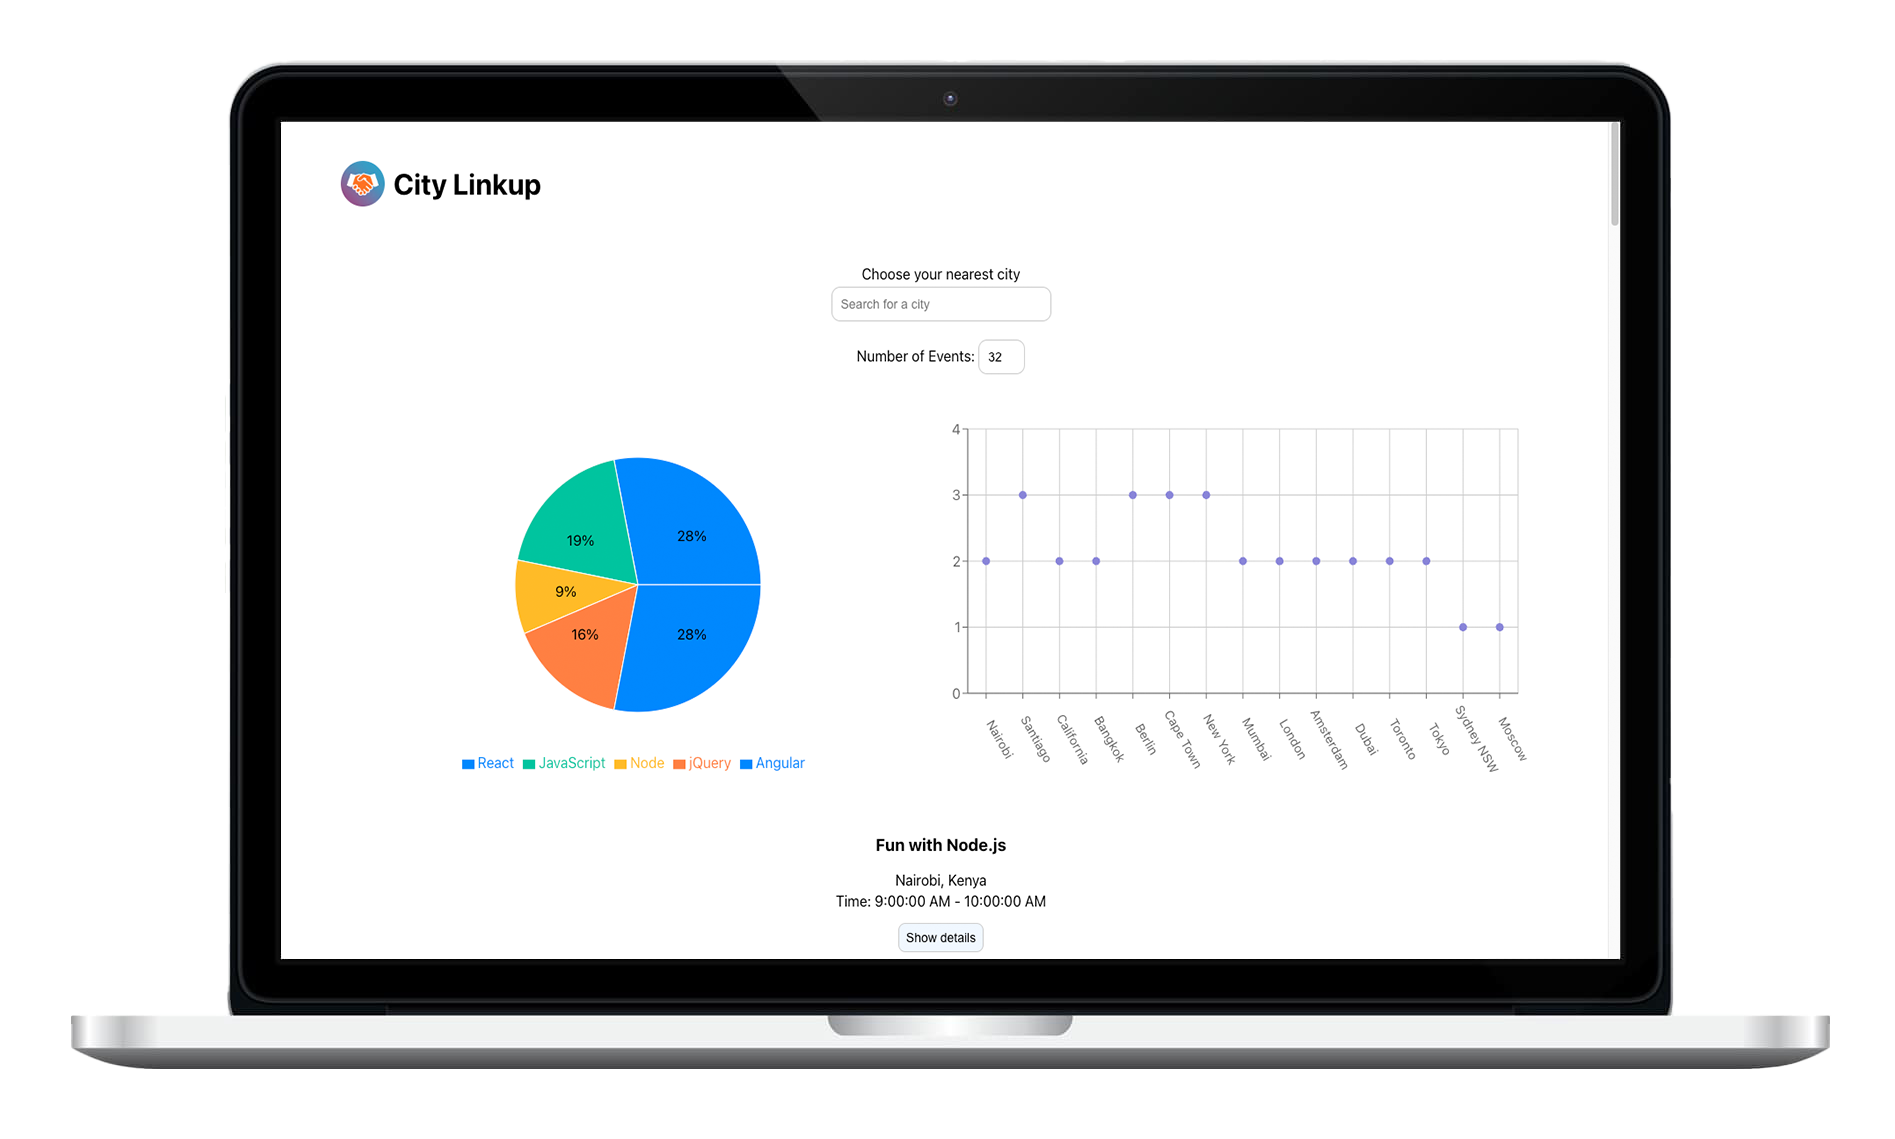 City Linkup
Choose your nearest city
Search for a city
Number of Events: 32
28%
19%
9%
16%
28%
React JavaScript Node jQuery Angular
4
3
2
1
0
Nairobi
Santiago
California
Bangkok
Berlin
Cape Town
New York
Mumbai
London
Amsterdam
Dubai
Toronto
Tokyo
Sydney NSW
Moscow
Fun with Node.js
Nairobi, Kenya
Time: 9:00:00 AM - 10:00:00 AM
Show details